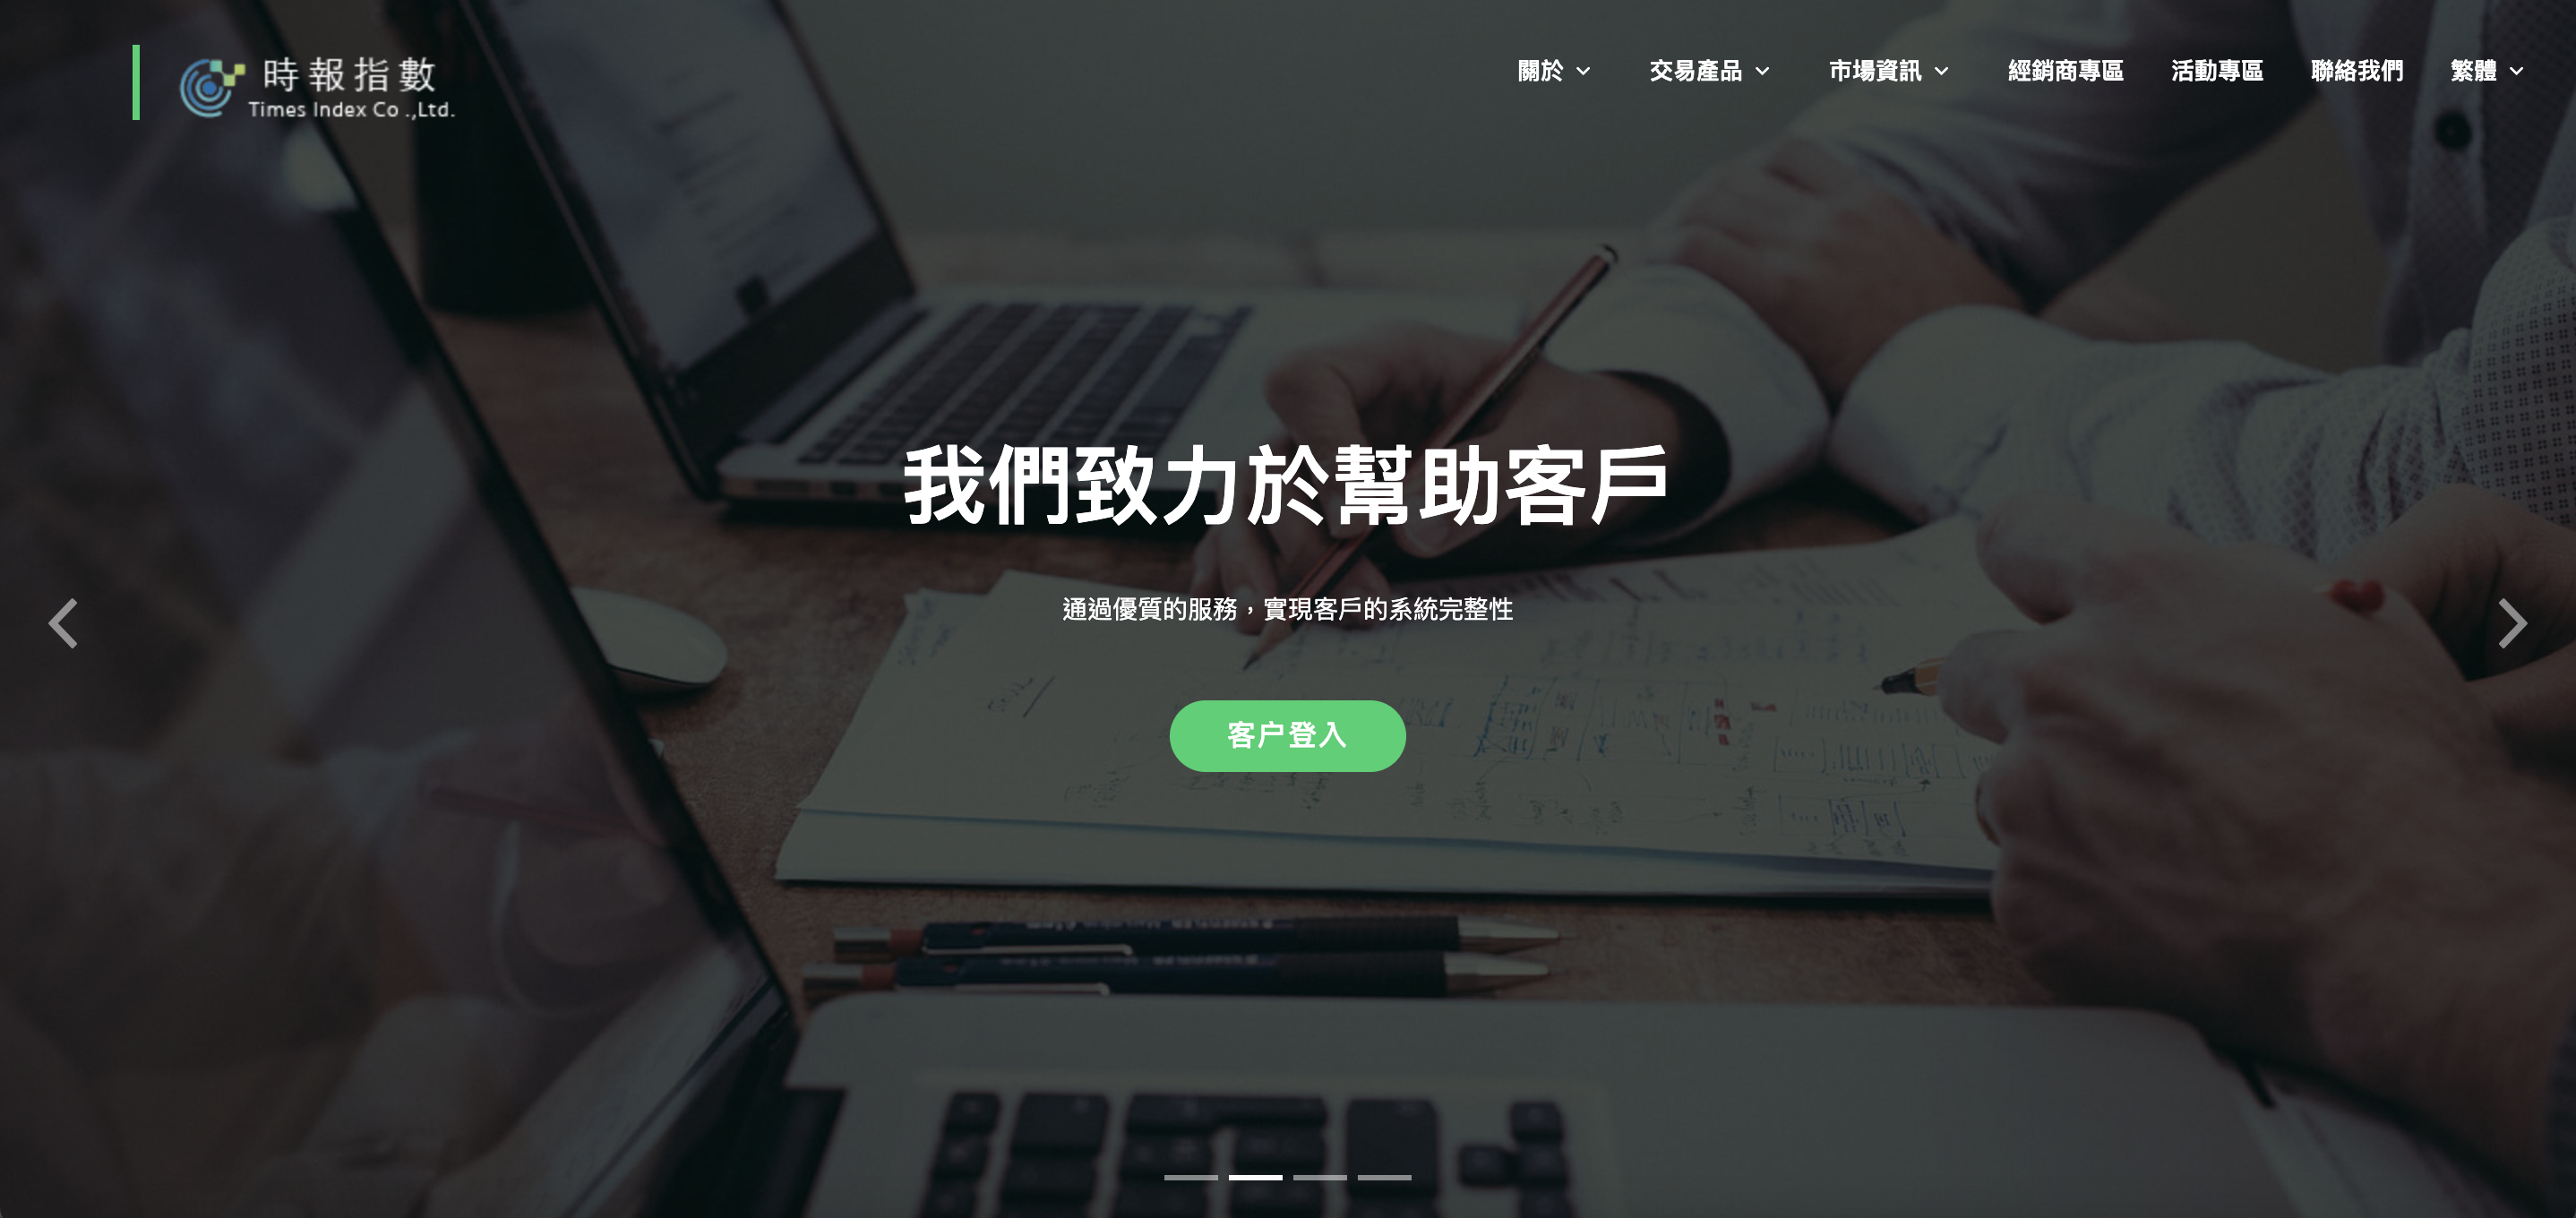 時報指數
Times Index Co .,Ltd.
關於
交易產品
市場資訊
經銷商專區
活動專區
聯絡我們
繁體
我們致力於幫助客戶
通過優質的服務，實現客戶的系統完整性
客户登入